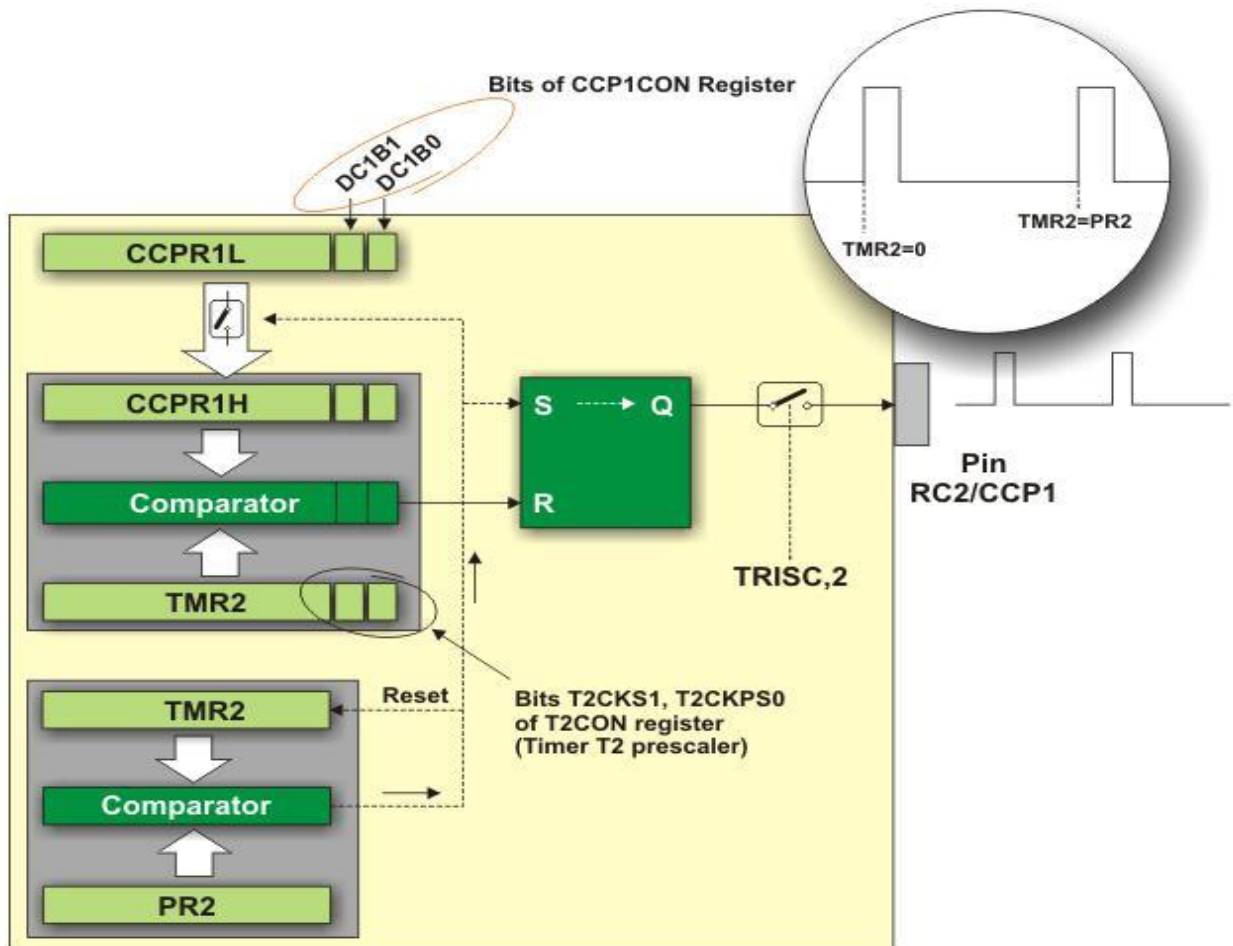 Bits of CCP1CON Register
DC1B1
DC1B0
TMR2=0
TMR2=PR2
CCPR1L
CCPR1H
Comparator
TMR2
S
Q
R
Pin
RC2/CCP1
TRISC,2
Bits T2CKS1, T2CKPS0
of T2CON register
(Timer T2 prescaler)
Reset
TMR2
Comparator
PR2